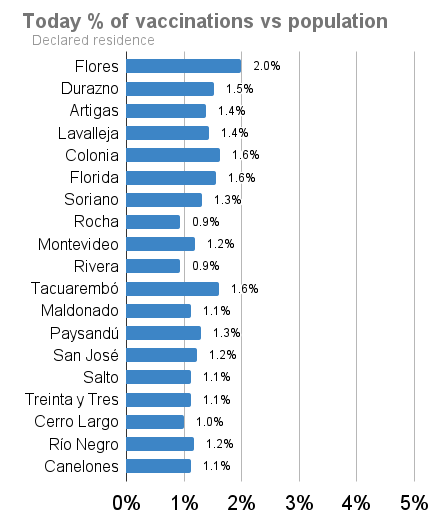 Today % of vaccinations vs population
Declared residence
Flores 2.0%
Durazno 1.5%
Artigas 1.4%
Lavalleja 1.4%
Colonia 1.6%
Florida 1.6%
Soriano 1.3%
Rocha 0.9%
Montevideo 1.2%
Rivera 0.9%
Tacuarembó 1.6%
Maldonado 1.1%
Paysandú 1.3%
San José 1.2%
Salto 1.1%
Treinta y Tres 1.1%
Cerro Largo 1.0%
Río Negro 1.2%
Canelones 1.1%
0% 1% 2% 3% 4% 5%